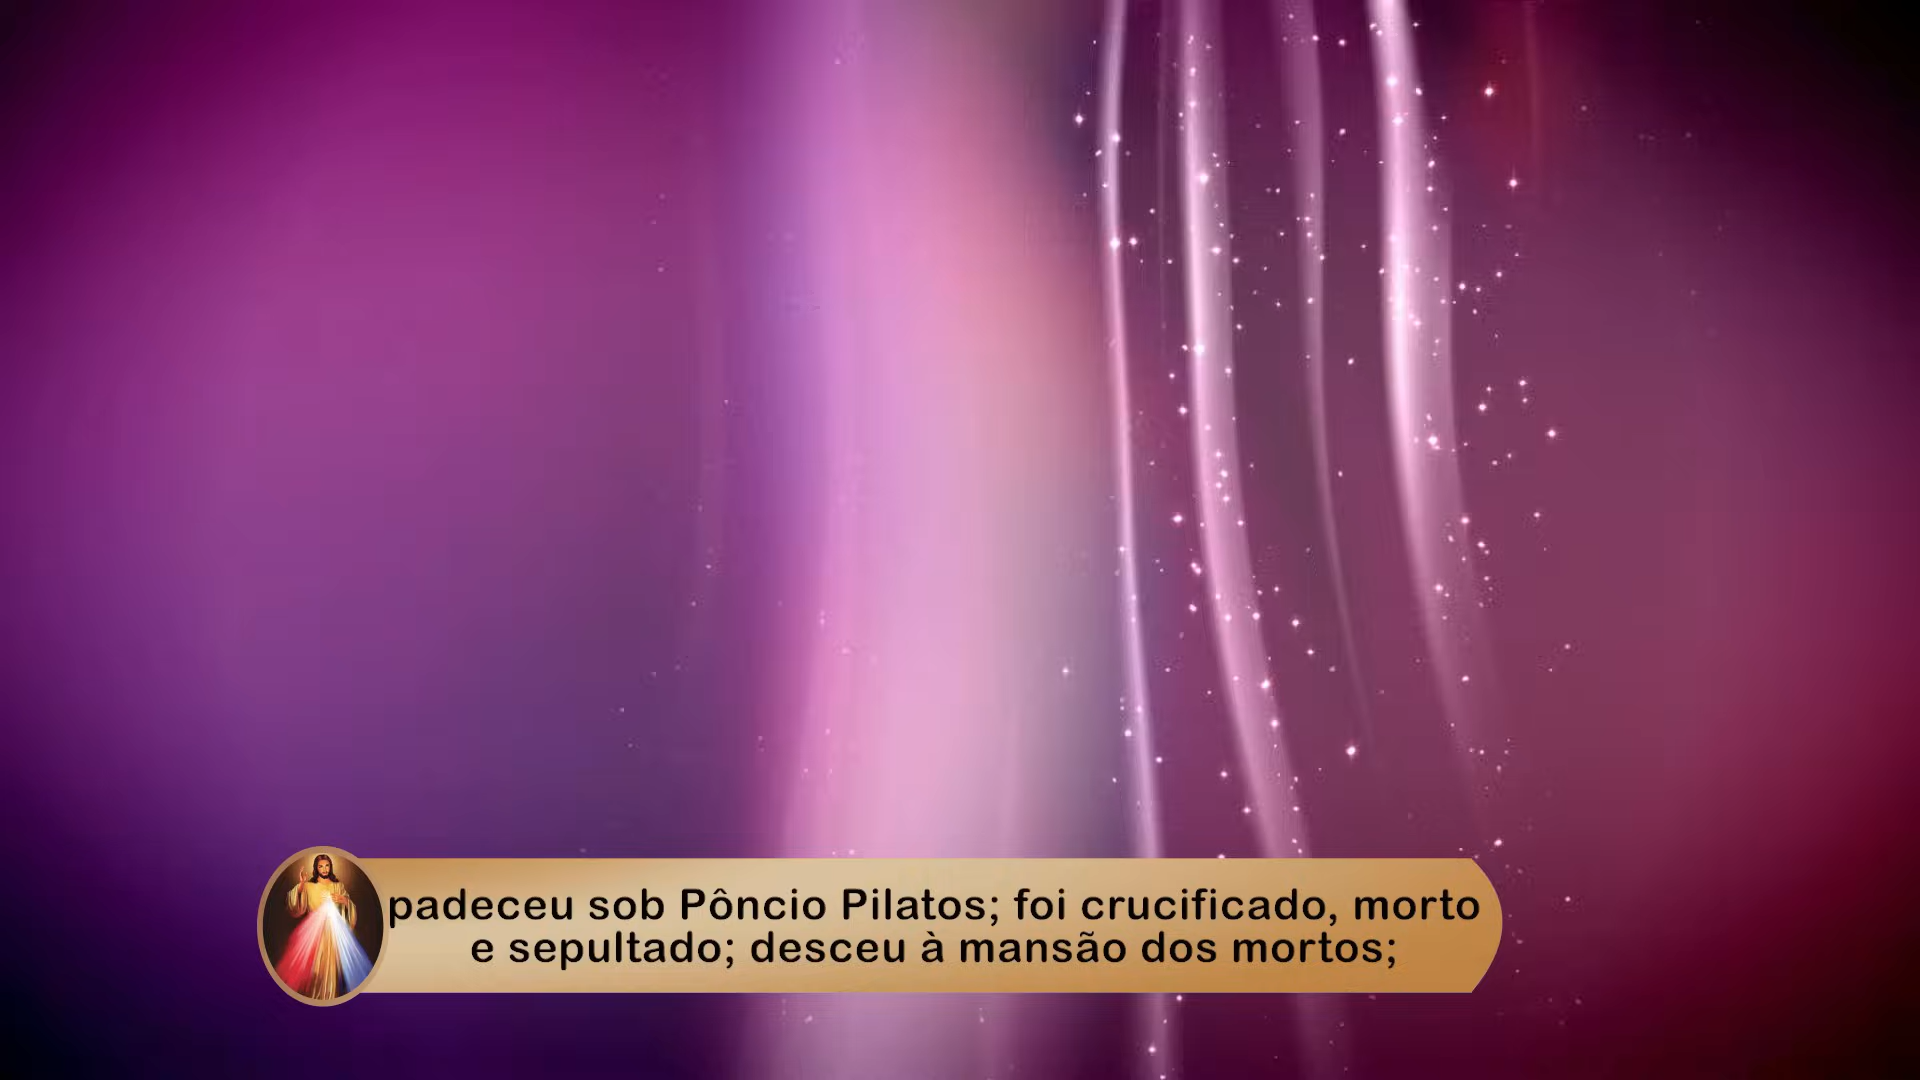 padeceu sob Pôncio Pilatos; foi crucificado, morto
e sepultado; desceu à mansão dos mortos;